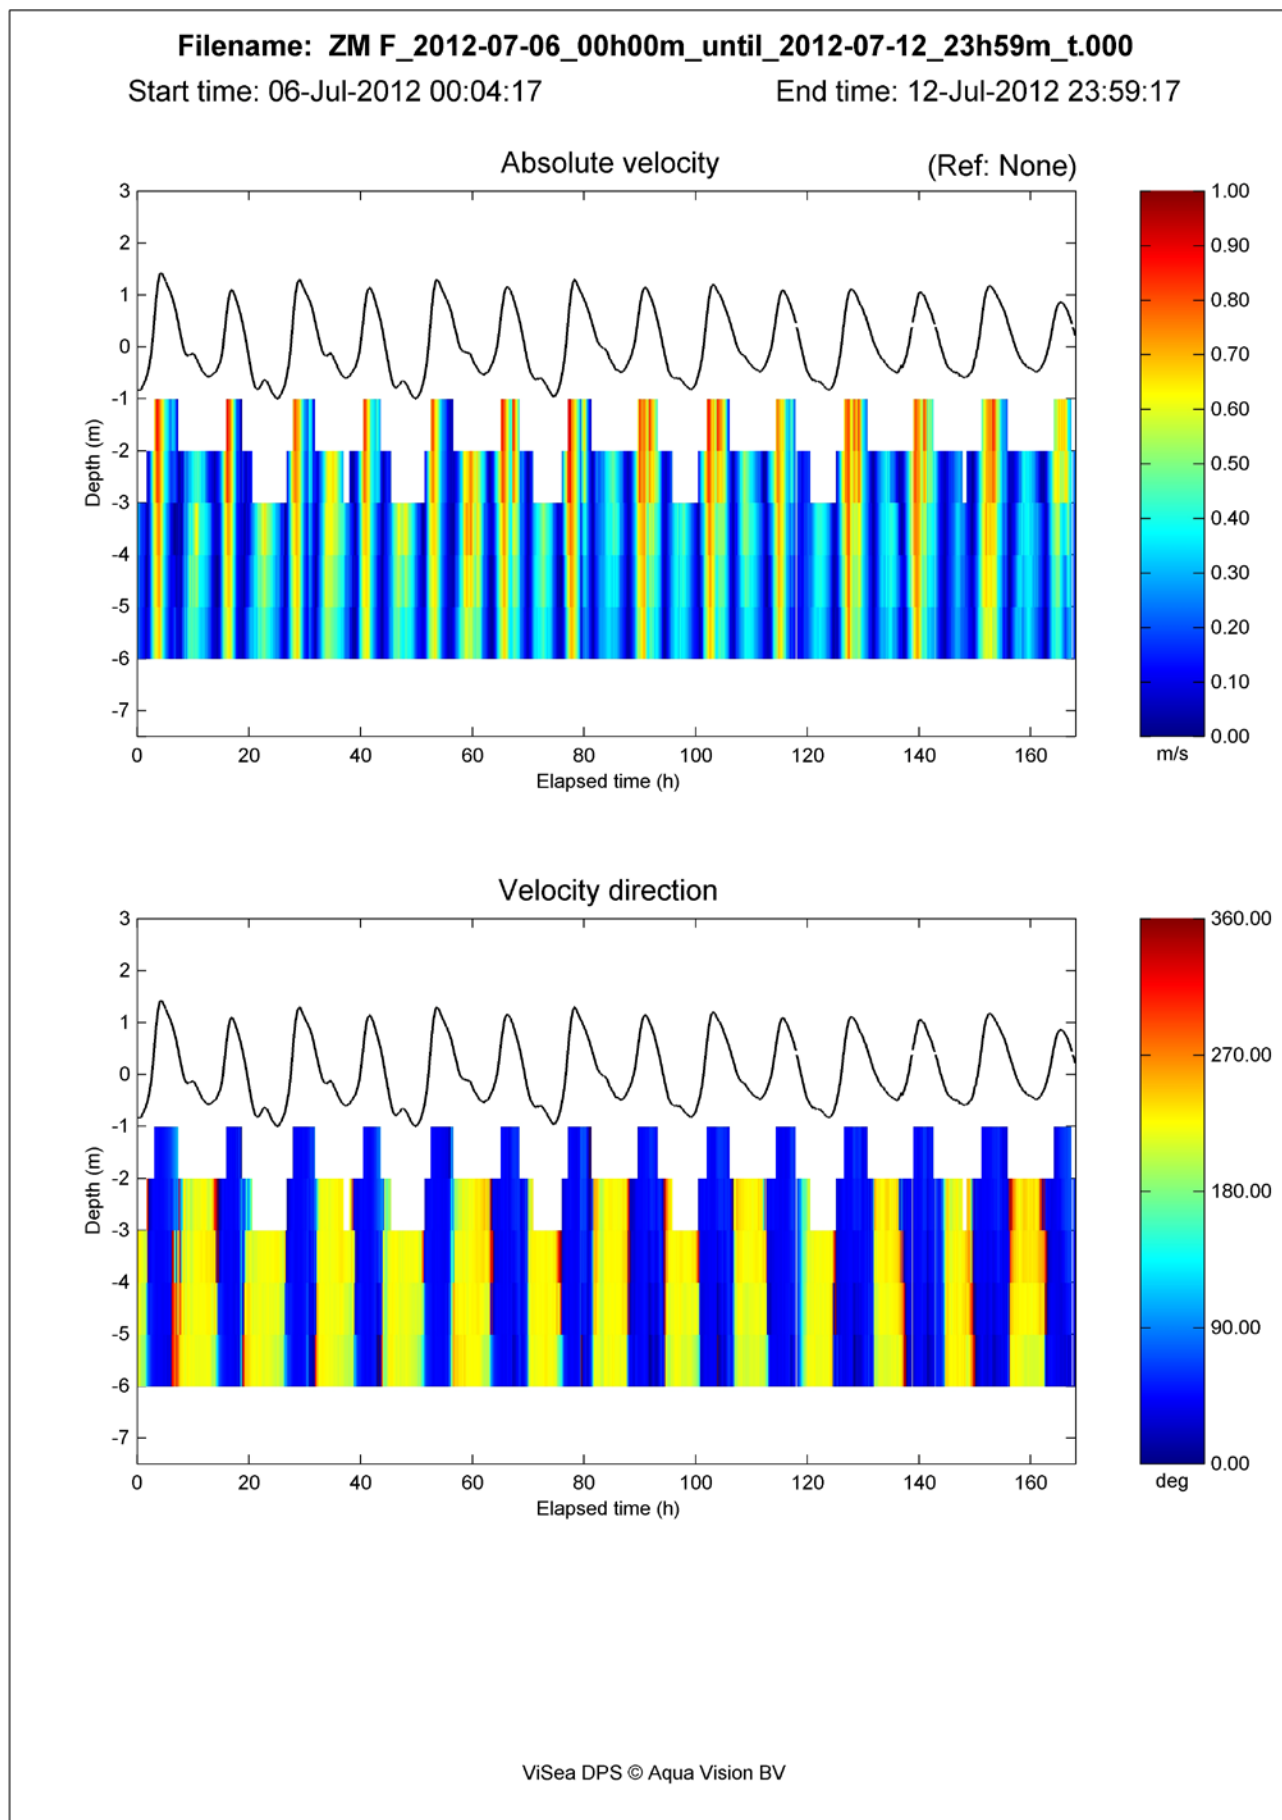 Filename: ZM F_2012-07-06_00h00m_until_2012-07-12_23h59m_t.000
Start time: 06-Jul-2012 00:04:17 End time: 12-Jul-2012 23:59:17
Absolute velocity (Ref: None)
3
2
1
0
-1
-2
-3
-4
-5
-6
-7
Depth (m)
0 20 40 60 80 100 120 140 160
Elapsed time (h)
1.00
0.90
0.80
0.70
0.60
0.50
0.40
0.30
0.20
0.10
0.00
m/s
Velocity direction
3
2
1
0
-1
-2
-3
-4
-5
-6
-7
Depth (m)
0 20 40 60 80 100 120 140 160
Elapsed time (h)
360.00
270.00
180.00
90.00
0.00
deg
ViSea DPS © Aqua Vision BV